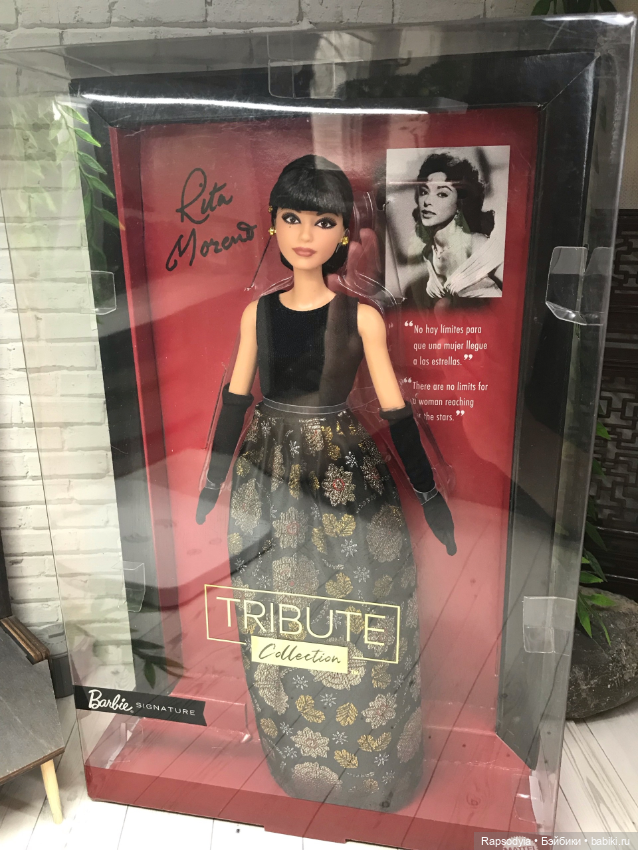 Rita
Moreno
“No hay límites para
que una mujer llegue
a las estrellas.”
“There are no limits for
a woman reaching
the stars.”
TRIBUTE
Collection
Barbie SIGNATURE
Rapsodyia • Бэйбики • babiki.ru